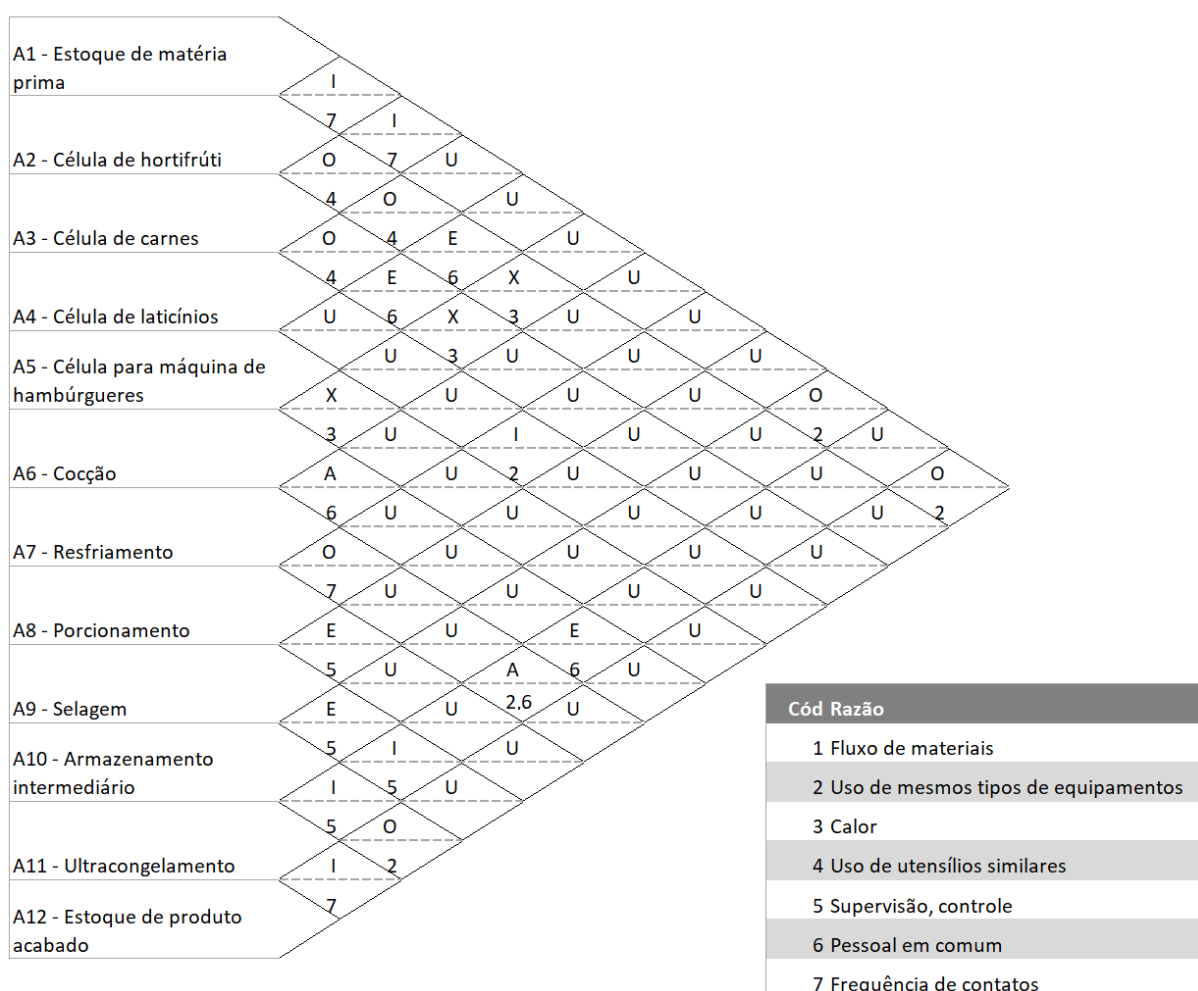 A1 - Estoque de matéria
prima I
7 I
A2 - Célula de hortifrúti O 7 U
4 O U
A3 - Célula de carnes O 4 E U
4 E 6 X U
A4 - Célula de laticínios U 6 X 3 U U
U 3 U U U
A5 - Célula para máquina de
hambúrgueres X U U U O
3 U I U U 2 U
A6 - Cocção A U 2 U U U O
6 U U U U U 2
A7 - Resfriamento O U U U U
7 U U U U
A8 - Porcionamento E U E U
5 U A 6 U
A9 - Selagem E U 2,6 U
5 I U
A10 - Armazenamento
intermediário I 5 U
5 O
A11 - Ultracongelamento I 2
7
A12 - Estoque de produto
acabado
Cód Razão
1 Fluxo de materiais
2 Uso de mesmos tipos de equipamentos
3 Calor
4 Uso de utensílios similares
5 Supervisão, controle
6 Pessoal em comum
7 Frequência de contatos